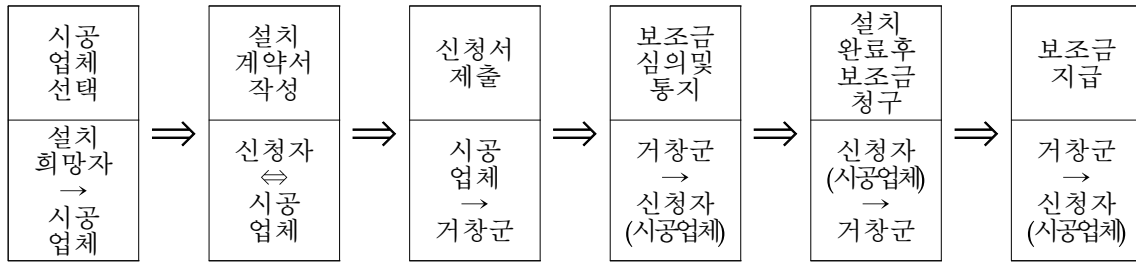 시공
업체
선택
설치
희망자
→
시공
업체
⇒
설치
계약서
작성
신청자
⇔
시공
업체
⇒
신청서
제출
시공
업체
→
거창군
⇒
보조금
심의및
통지
거창군
→
신청자
(시공업체)
⇒
설치
완료후
보조금
청구
신청자
(시공업체)
→
거창군
⇒
보조금
지급
거창군
→
신청자
(시공업체)